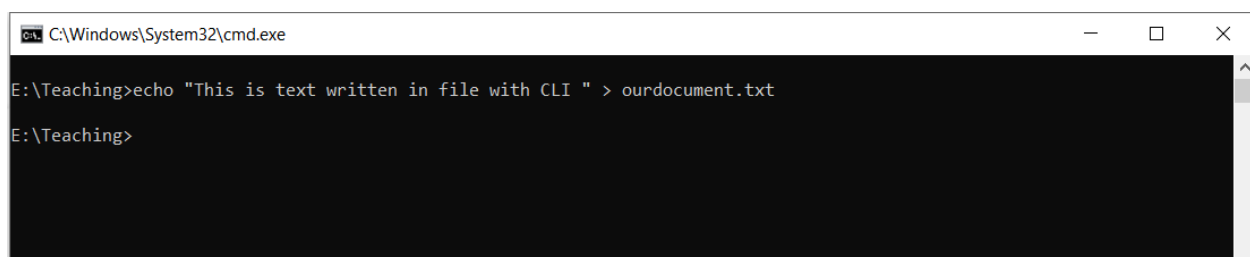 C:\Windows\System32\cmd.exe
E:\Teaching>echo "This is text written in file with CLI " > ourdocument.txt
E:\Teaching>